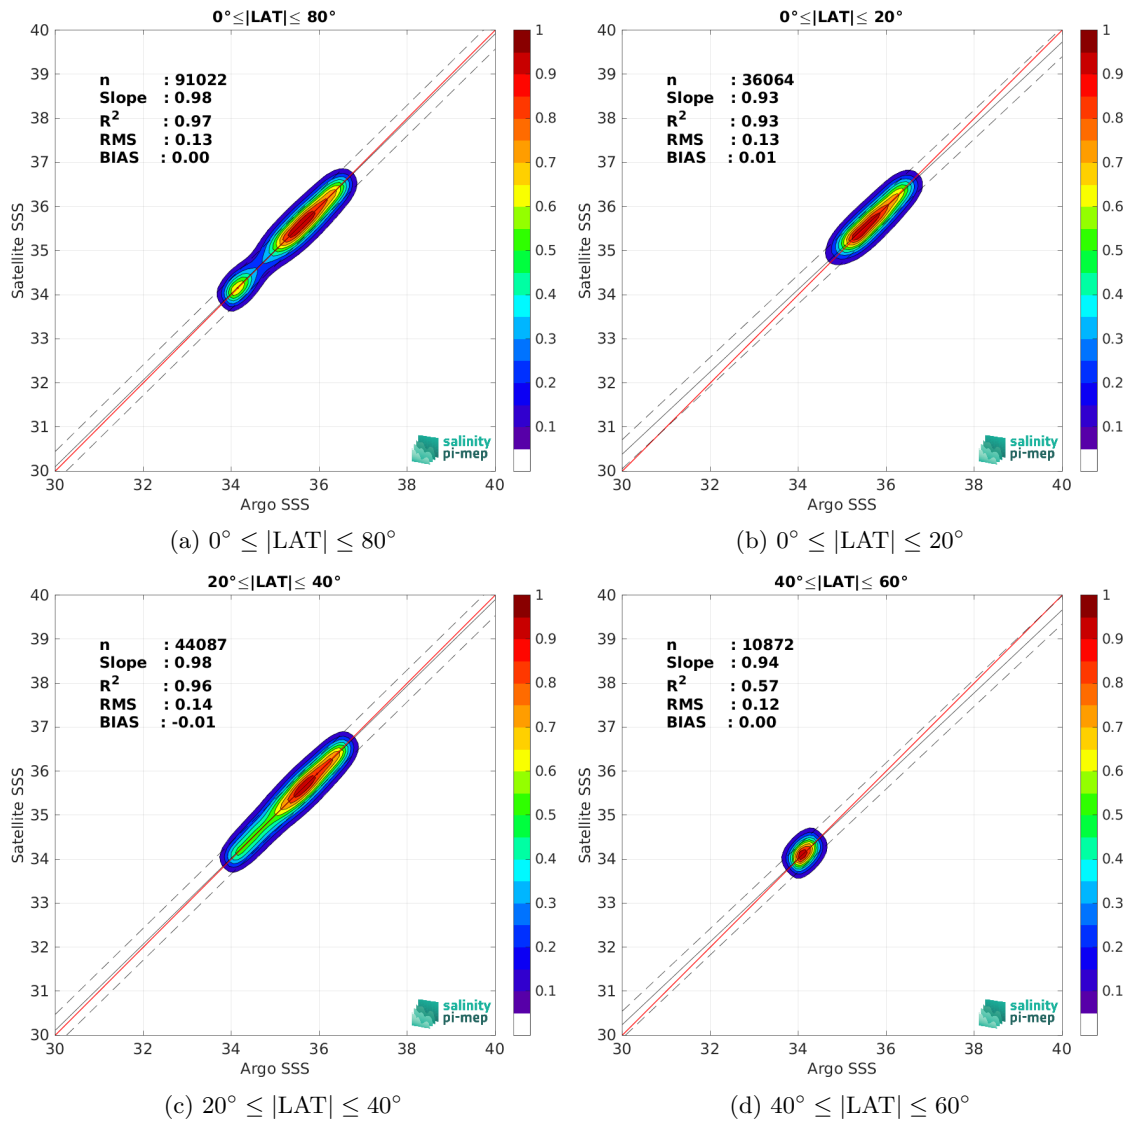 0°≤|LAT|≤ 80°
40
39
38
37
36
35
34
33
32
31
30
Satellite SSS
n : 91022
Slope : 0.98
R2 : 0.97
RMS : 0.13
BIAS : 0.00
salinity
pi-mep
30 32 34 36 38 40
Argo SSS
1
0.9
0.8
0.7
0.6
0.5
0.4
0.3
0.2
0.1
(a) 0° ≤ |LAT| ≤ 80°
0°≤|LAT|≤ 20°
40
39
38
37
36
35
34
33
32
31
30
Satellite SSS
n : 36064
Slope : 0.93
R2 : 0.93
RMS : 0.13
BIAS : 0.01
salinity
pi-mep
30 32 34 36 38 40
Argo SSS
1
0.9
0.8
0.7
0.6
0.5
0.4
0.3
0.2
0.1
(b) 0° ≤ |LAT| ≤ 20°
20°≤|LAT|≤ 40°
40
39
38
37
36
35
34
33
32
31
30
Satellite SSS
n : 44087
Slope : 0.98
R2 : 0.96
RMS : 0.14
BIAS : -0.01
salinity
pi-mep
30 32 34 36 38 40
Argo SSS
1
0.9
0.8
0.7
0.6
0.5
0.4
0.3
0.2
0.1
(c) 20° ≤ |LAT| ≤ 40°
40°≤|LAT|≤ 60°
40
39
38
37
36
35
34
33
32
31
30
Satellite SSS
n : 10872
Slope : 0.94
R2 : 0.57
RMS : 0.12
BIAS : 0.00
salinity
pi-mep
30 32 34 36 38 40
Argo SSS
1
0.9
0.8
0.7
0.6
0.5
0.4
0.3
0.2
0.1
(d) 40° ≤ |LAT| ≤ 60°